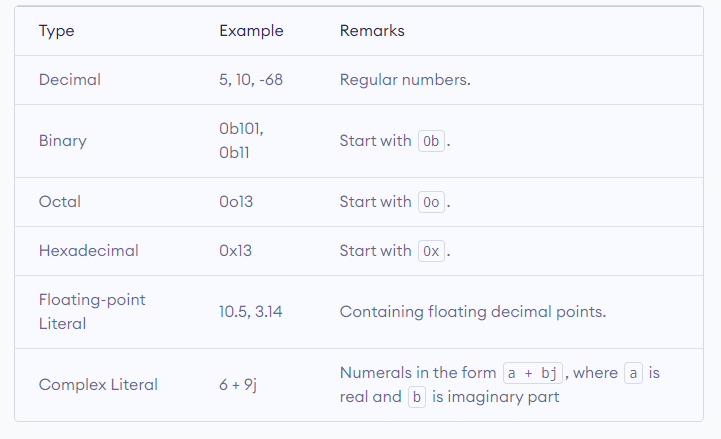 Type Example Remarks
Decimal 5, 10, -68 Regular numbers.
Binary 0b101,
0b11 Start with 0b .
Octal 0o13 Start with 0o .
Hexadecimal 0x13 Start with 0x .
Floating-point
Literal 10.5, 3.14 Containing floating decimal points.
Complex Literal 6 + 9j Numerals in the form a + bj , where a is
real and b is imaginary part